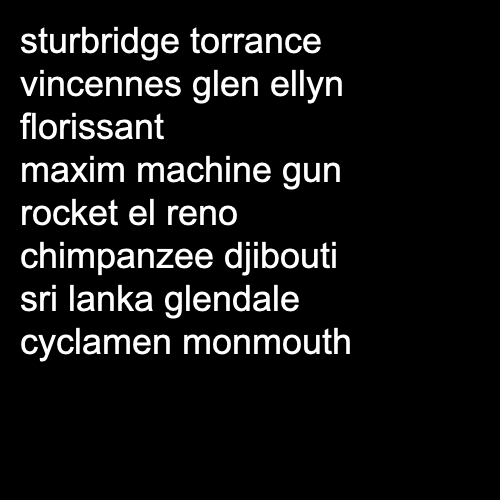 sturbridge torrance
vincennes glen ellyn
florissant
maxim machine gun
rocket el reno
chimpanzee djibouti
sri lanka glendale
cyclamen monmouth